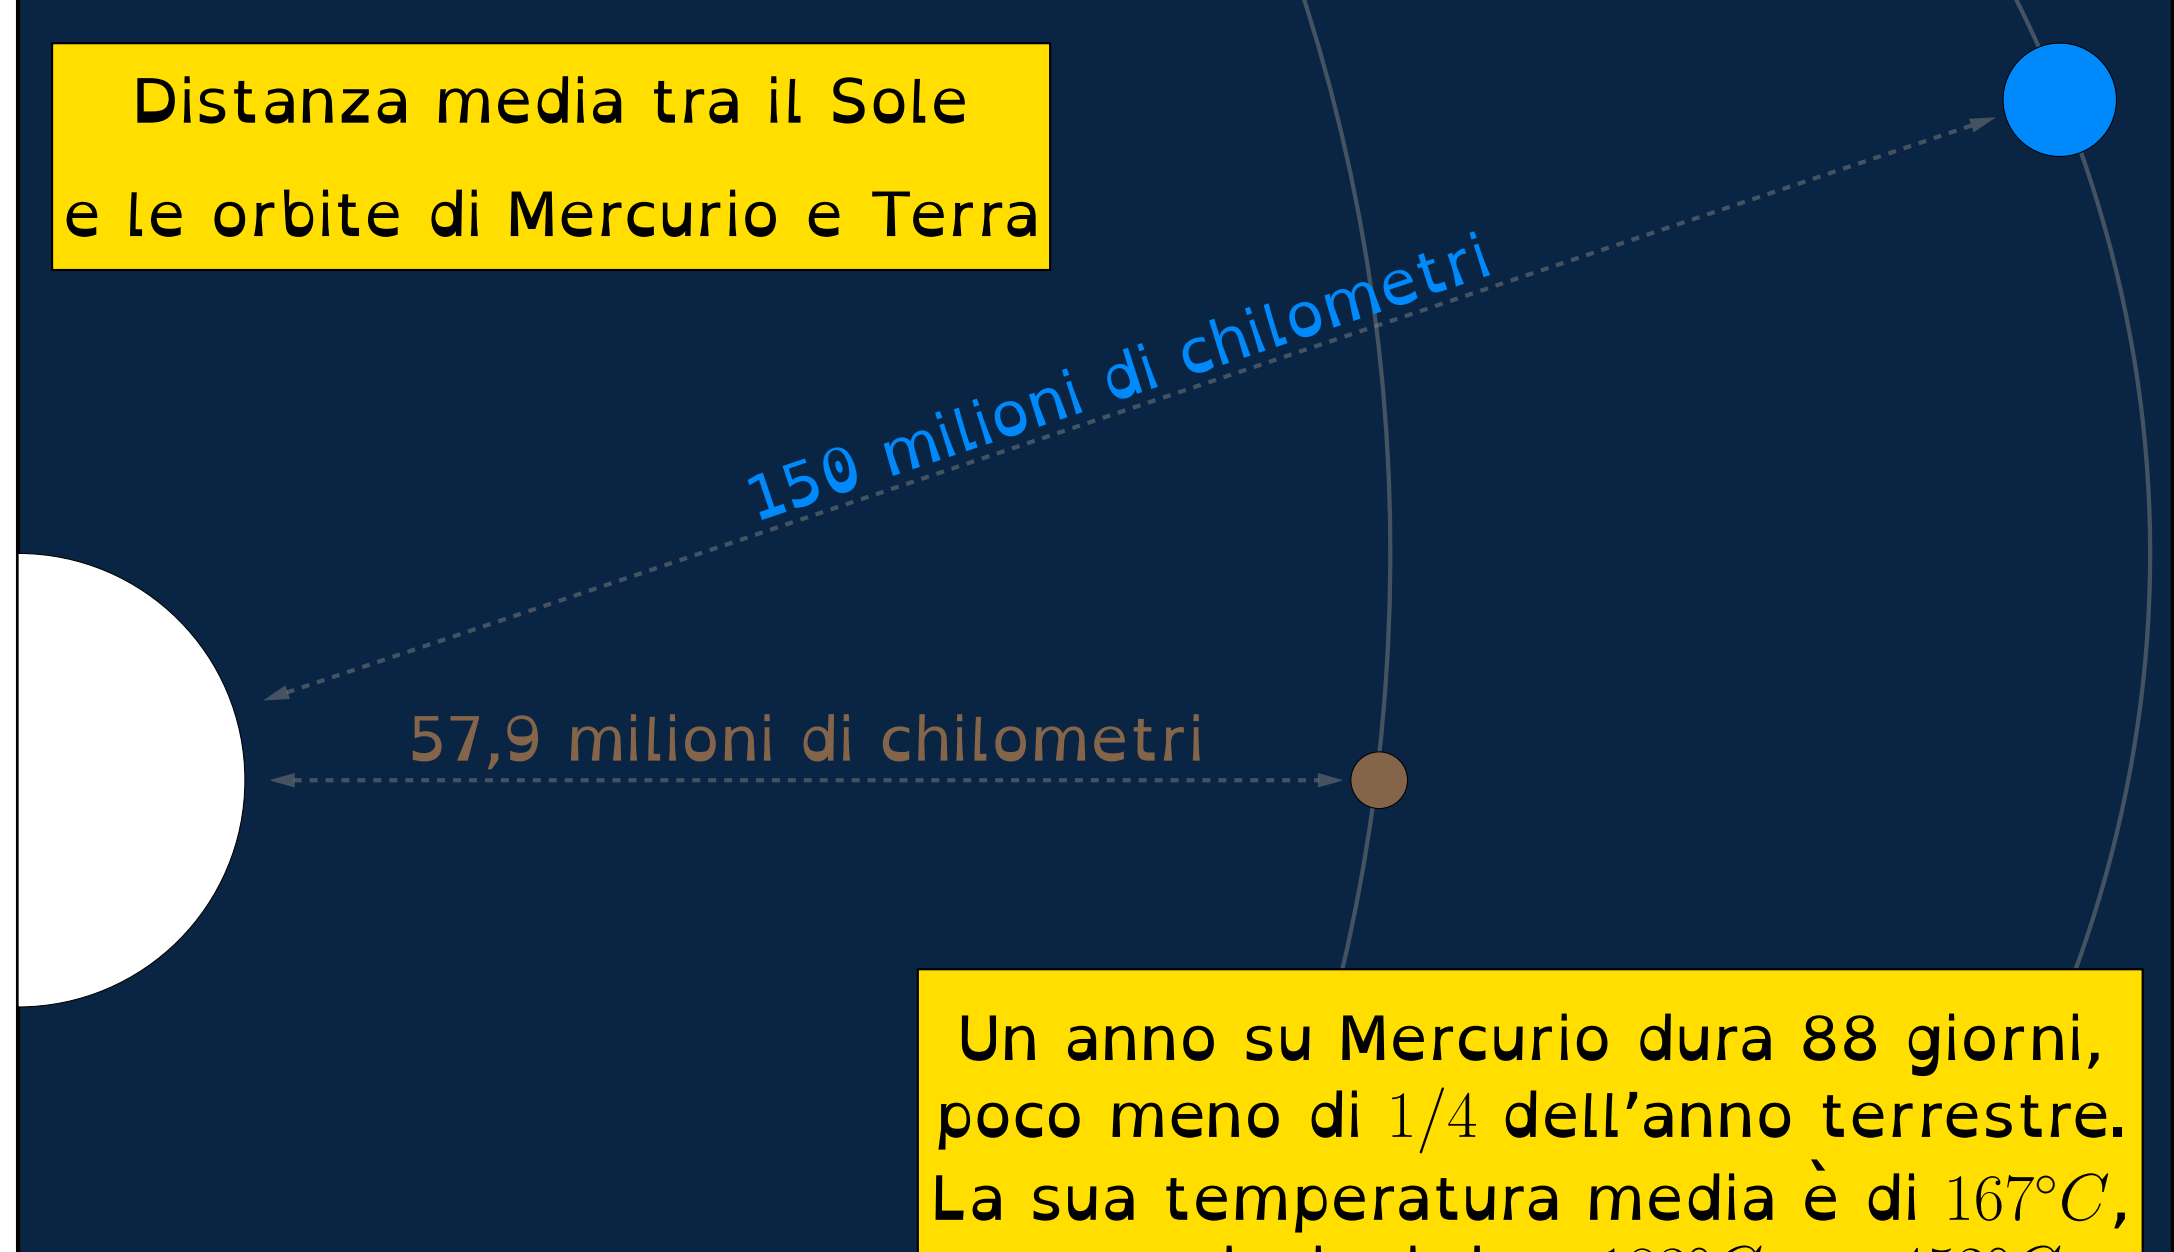 Distanza media tra il Sole
e le orbite di Mercurio e Terra
150 milioni di chilometri
57,9 milioni di chilometri
Un anno su Mercurio dura 88 giorni,
poco meno di 1/4 dell'anno terrestre.
La sua temperatura media è di 167°C,